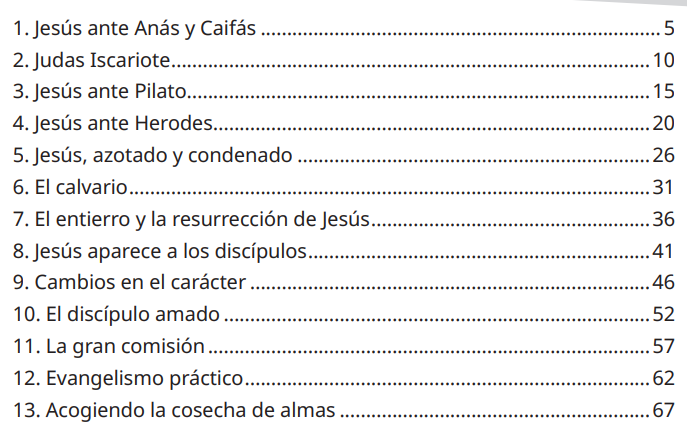 1. Jesús ante Anás y Caifás ........................................................................... 5
2. Judas Iscariote.......................................................................................... 10
3. Jesús ante Pilato....................................................................................... 15
4. Jesús ante Herodes.................................................................................. 20
5. Jesús, azotado y condenado ................................................................... 26
6. El calvario.................................................................................................. 31
7. El entierro y la resurrección de Jesús..................................................... 36
8. Jesús aparece a los discípulos................................................................. 41
9. Cambios en el carácter ............................................................................ 46
10. El discípulo amado ................................................................................ 52
11. La gran comisión ................................................................................... 57
12. Evangelismo práctico............................................................................. 62
13. Acogiendo la cosecha de almas ........................................................... 67